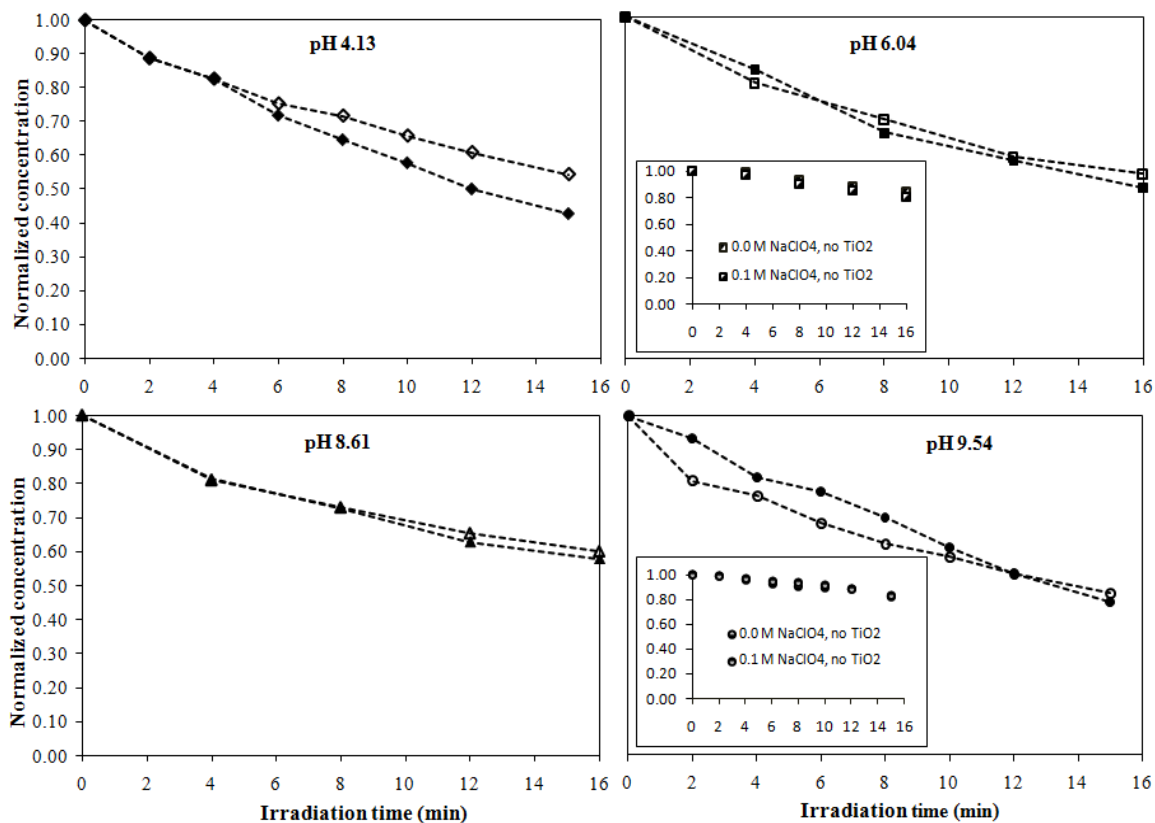 1.00
0.90
0.80
0.70
0.60
0.50
0.40
0.30
0.20
0.10
0.00
Normalized concentration
pH 4.13
0 2 4 6 8 10 12 14 16
pH 6.04
1.00
0.80
0.60
0.40
0.20
0.00
0.0 M NaClO4, no TiO2
0.1 M NaClO4, no TiO2
0 2 4 6 8 10 12 14 16
0 2 4 6 8 10 12 14 16
1.00
0.90
0.80
0.70
0.60
0.50
0.40
0.30
0.20
0.10
0.00
Normalized concentration
pH 8.61
0 2 4 6 8 10 12 14 16
Irradiation time (min)
pH 9.54
1.00
0.80
0.60
0.40
0.20
0.00
0.0 M NaClO4, no TiO2
0.1 M NaClO4, no TiO2
0 2 4 6 8 10 12 14 16
0 2 4 6 8 10 12 14 16
Irradiation time (min)